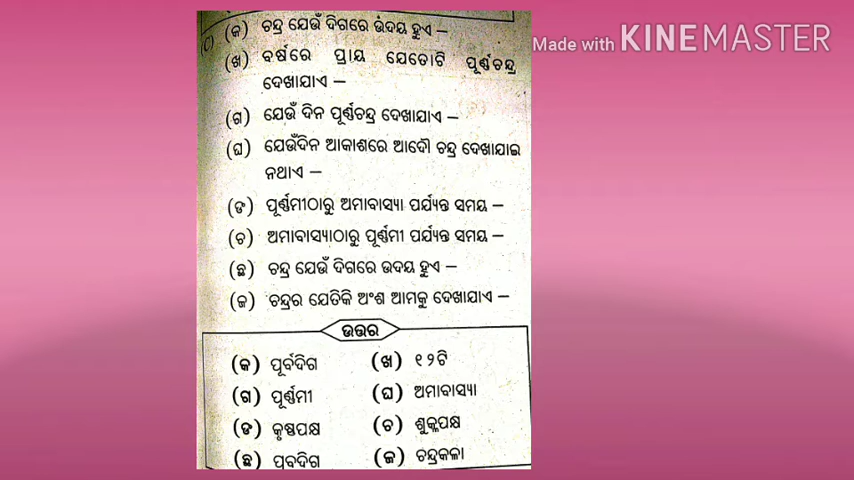 (କ) ଚନ୍ଦ୍ର ଯେଉଁ ଦିଗରେ ଉଦୟ ହୁଏ –
Made with KINEMASTER
(ଖ) ବର୍ଷରେ ପ୍ରାୟ ଯେତୋଟି ପୂର୍ଣ୍ଣଚନ୍ଦ୍ର
ଦେଖାଯାଏ –
(ଗ) ଯେଉଁ ଦିନ ପୂର୍ଣ୍ଣଚନ୍ଦ୍ର ଦେଖାଯାଏ –
(ଘ) ଯେଉଁଦିନ ଆକାଶରେ ଆଦୌ ଚନ୍ଦ୍ର ଦେଖାଯାଇ
ନଥାଏ –
(ଙ) ପୂର୍ଣ୍ଣମୀଠାରୁ ଅମାବାସ୍ୟା ପର୍ଯ୍ୟନ୍ତ ସମୟ –
(ଚ) ଅମାବାସ୍ୟାଠାରୁ ପୂର୍ଣ୍ଣମୀ ପର୍ଯ୍ୟନ୍ତ ସମୟ –
(ଛ) ଚନ୍ଦ୍ର ଯେଉଁ ଦିଗରେ ଉଦୟ ହୁଏ –
(ଜ) ଚନ୍ଦ୍ରର ଯେତିକି ଅଂଶ ଆମକୁ ଦେଖାଯାଏ –
ଉତ୍ତର
(କ) ପୂର୍ବଦିଗ (ଖ) ୧୨ଟି
(ଗ) ପୂର୍ଣ୍ଣମୀ (ଘ) ଅମାବାସ୍ୟା
(ଙ) କୃଷ୍ଣପକ୍ଷ (ଚ) ଶୁକ୍ଳପକ୍ଷ
(ଛ) ପୂର୍ବଦିଗ (ଜ) ଚନ୍ଦ୍ରକଳା